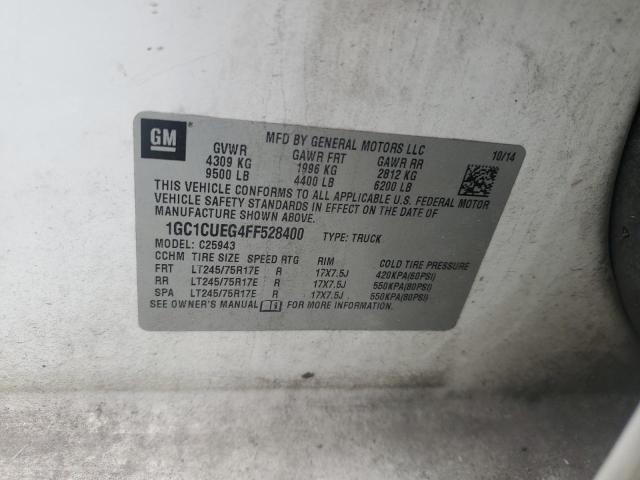 GM
MFD BY GENERAL MOTORS LLC 10/14
GVWR GAWR FRT GAWR RR
4309 KG 1996 KG 2812 KG
9500 LB 4400 LB 6200 LB
THIS VEHICLE CONFORMS TO ALL APPLICABLE U.S. FEDERAL MOTOR
VEHICLE SAFETY STANDARDS IN EFFECT ON THE DATE OF
MANUFACTURE SHOWN ABOVE.
1GC1CUEG4FF528400 TYPE: TRUCK
MODEL: C25943
CCHM TIRE SIZE SPEED RTG RIM COLD TIRE PRESSURE
FRT LT245/75R17E R 17X7.5J 420KPA(60PSI)
RR LT245/75R17E R 17X7.5J 550KPA(80PSI)
SPA LT245/75R17E R 17X7.5J 550KPA(80PSI)
SEE OWNER'S MANUAL i FOR MORE INFORMATION.